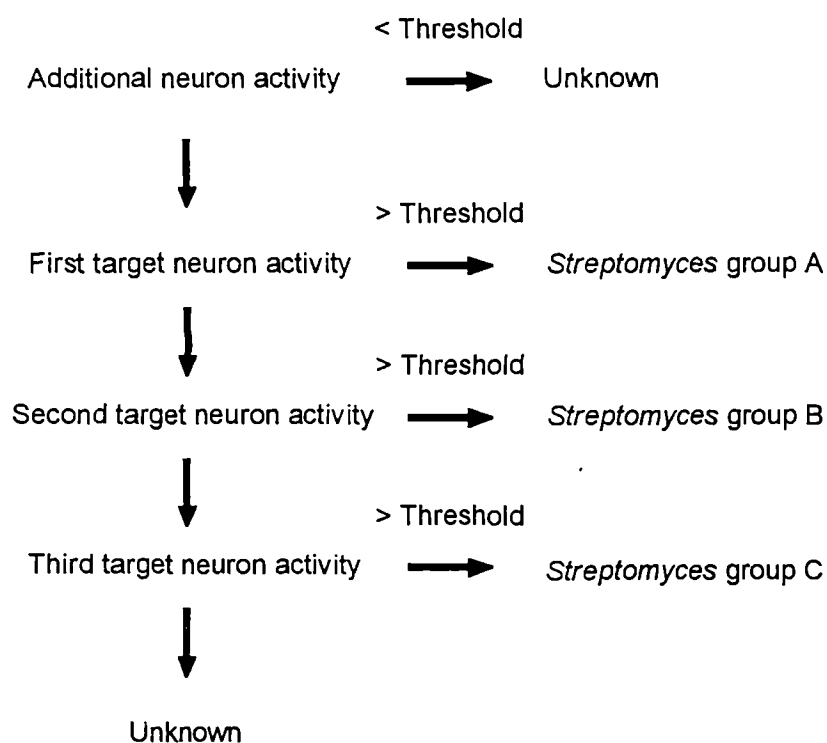 < Threshold
Additional neuron activity Unknown
> Threshold
First target neuron activity Streptomyces group A
> Threshold
Second target neuron activity Streptomyces group B
> Threshold
Third target neuron activity Streptomyces group C
Unknown